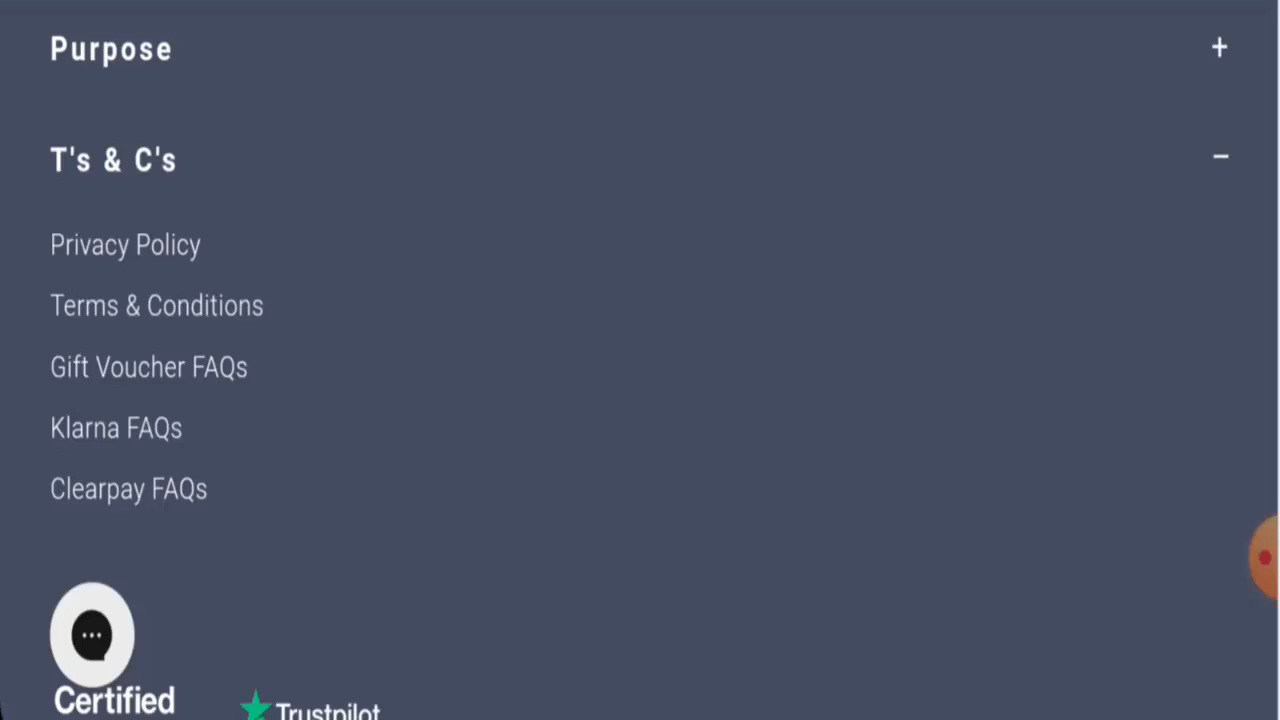 Purpose
+
T's & C's
−
Privacy Policy
Terms & Conditions
Gift Voucher FAQs
Klarna FAQs
Clearpay FAQs
Certified
Trustpilot